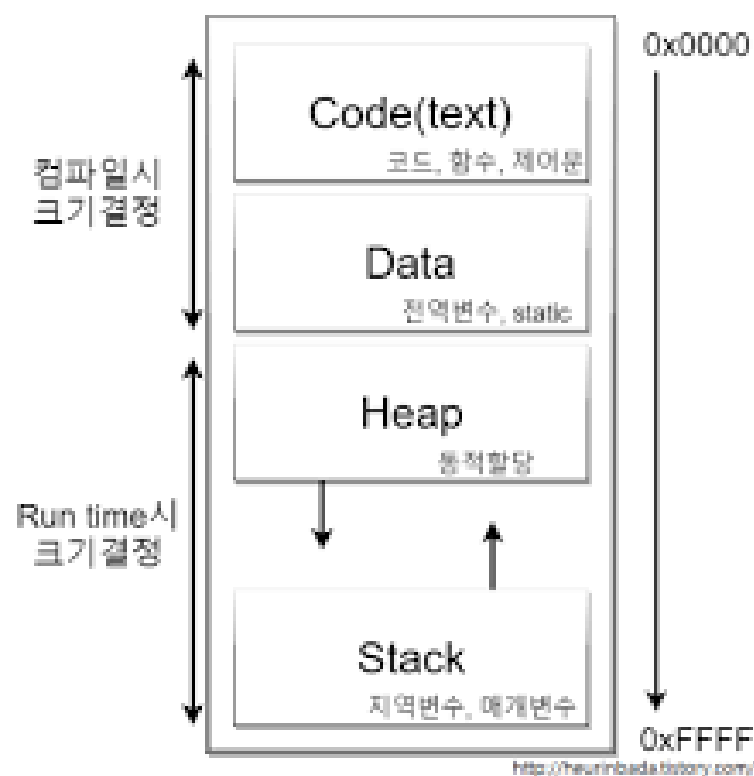 0x0000
Code(text)
코드, 함수, 제어문
컴파일시
크기결정
Data
전역변수, static
Heap
동적할당
Run time시
크기결정
Stack
지역변수, 매개변수
0xFFFF